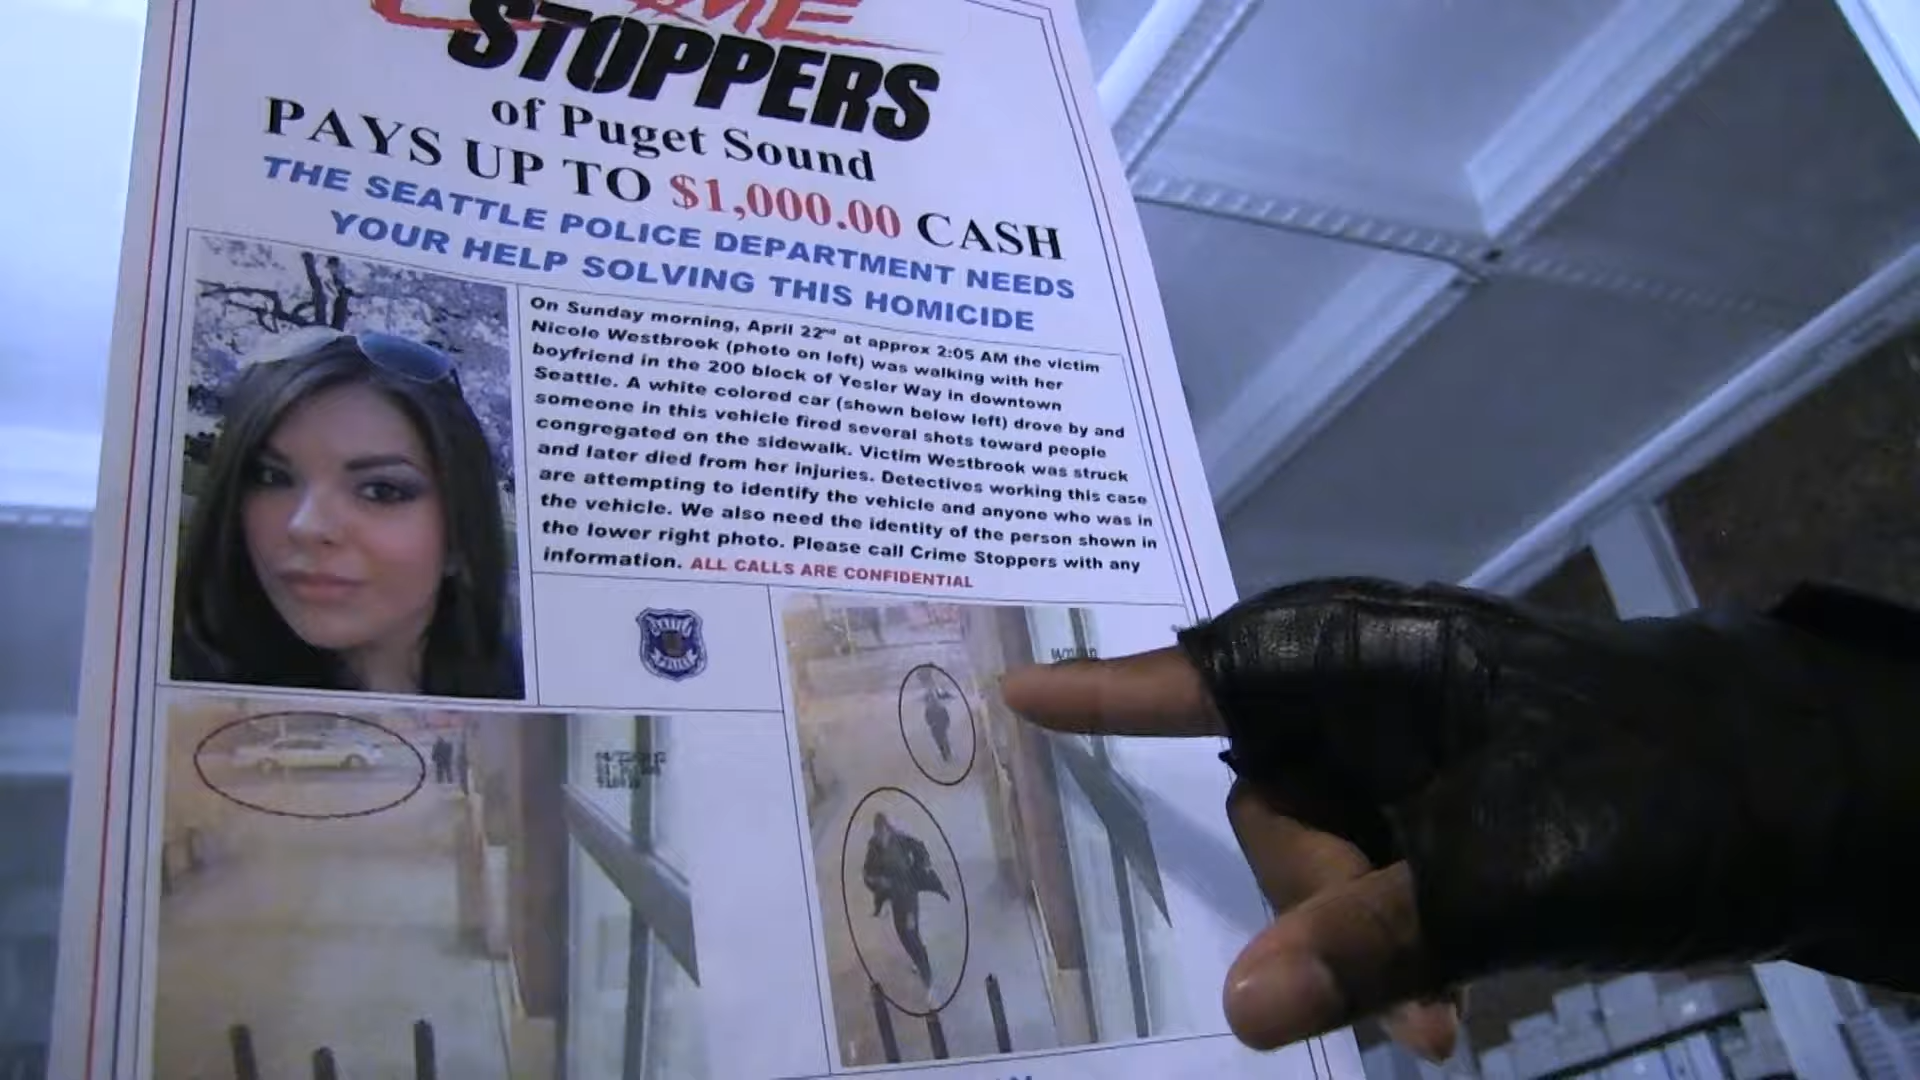 STOPPERS
of Puget Sound
PAYS UP TO $1,000.00 CASH
THE SEATTLE POLICE DEPARTMENT NEEDS
YOUR HELP SOLVING THIS HOMICIDE
On Sunday morning, April 22nd at approx 2:05 AM the victim
Nicole Westbrook (photo on left) was walking with her
boyfriend in the 200 block of Yesler Way in downtown
Seattle. A white colored car (shown below left) drove by and
someone in this vehicle fired several shots toward people
congregated on the sidewalk. Victim Westbrook was struck
and later died from her injuries. Detectives working this case
are attempting to identify the vehicle and anyone who was in
the vehicle. We also need the identity of the person shown in
the lower right photo. Please call Crime Stoppers with any
information. ALL CALLS ARE CONFIDENTIAL
SEATTLE
POLICE